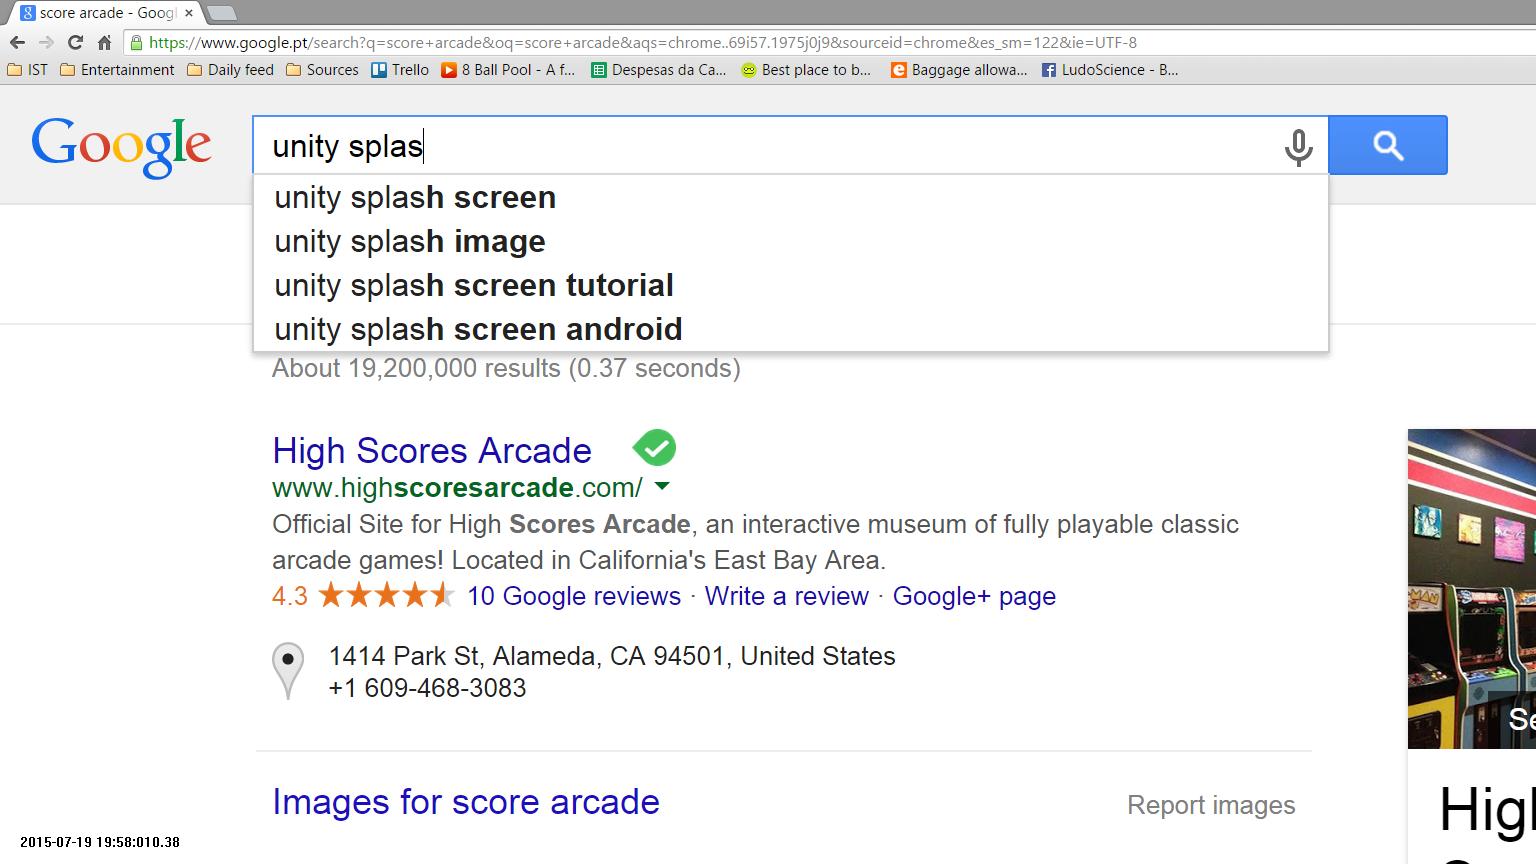 score arcade - Googl
https://www.google.pt/search?q=score+arcade&oq=score+arcade&aqs=chrome..69i57.1975j0j9&sourceid=chrome&es_sm=122&ie=UTF-8
IST Entertainment Daily feed Sources Trello 8 Ball Pool - A f... Despesas da Ca... Best place to b... Baggage allowa... LudoScience - B...
Google unity splas
unity splash screen
unity splash image
unity splash screen tutorial
unity splash screen android
About 19,200,000 results (0.37 seconds)
High Scores Arcade
www.highscoresarcade.com/
Official Site for High Scores Arcade, an interactive museum of fully playable classic
arcade games! Located in California's East Bay Area.
4.3 10 Google reviews · Write a review · Google+ page
1414 Park St, Alameda, CA 94501, United States
+1 609-468-3083
Se
Images for score arcade Report images
High
2015-07-19 19:58:010.38